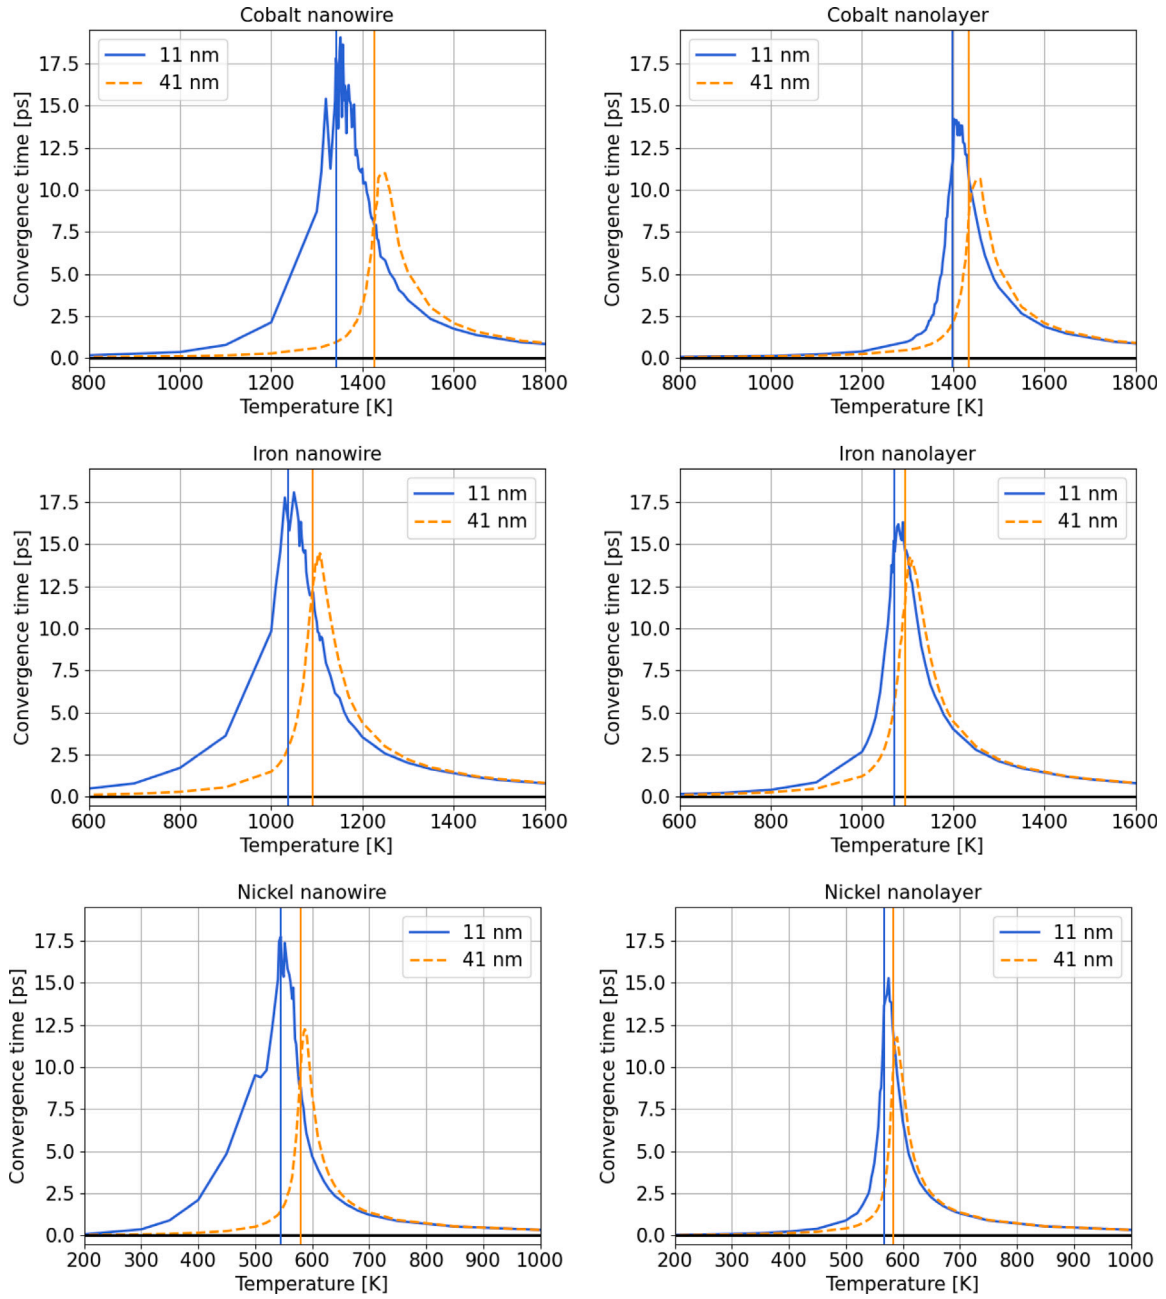 Cobalt nanowire
11 nm
41 nm
Convergence time [ps]
17.5
15.0
12.5
10.0
7.5
5.0
2.5
0.0
800 1000 1200 1400 1600 1800
Temperature [K]
Cobalt nanolayer
11 nm
41 nm
Convergence time [ps]
17.5
15.0
12.5
10.0
7.5
5.0
2.5
0.0
800 1000 1200 1400 1600 1800
Temperature [K]
Iron nanowire
11 nm
41 nm
Convergence time [ps]
17.5
15.0
12.5
10.0
7.5
5.0
2.5
0.0
600 800 1000 1200 1400 1600
Temperature [K]
Iron nanolayer
11 nm
41 nm
Convergence time [ps]
17.5
15.0
12.5
10.0
7.5
5.0
2.5
0.0
600 800 1000 1200 1400 1600
Temperature [K]
Nickel nanowire
11 nm
41 nm
Convergence time [ps]
17.5
15.0
12.5
10.0
7.5
5.0
2.5
0.0
200 300 400 500 600 700 800 900 1000
Temperature [K]
Nickel nanolayer
11 nm
41 nm
Convergence time [ps]
17.5
15.0
12.5
10.0
7.5
5.0
2.5
0.0
200 300 400 500 600 700 800 900 1000
Temperature [K]